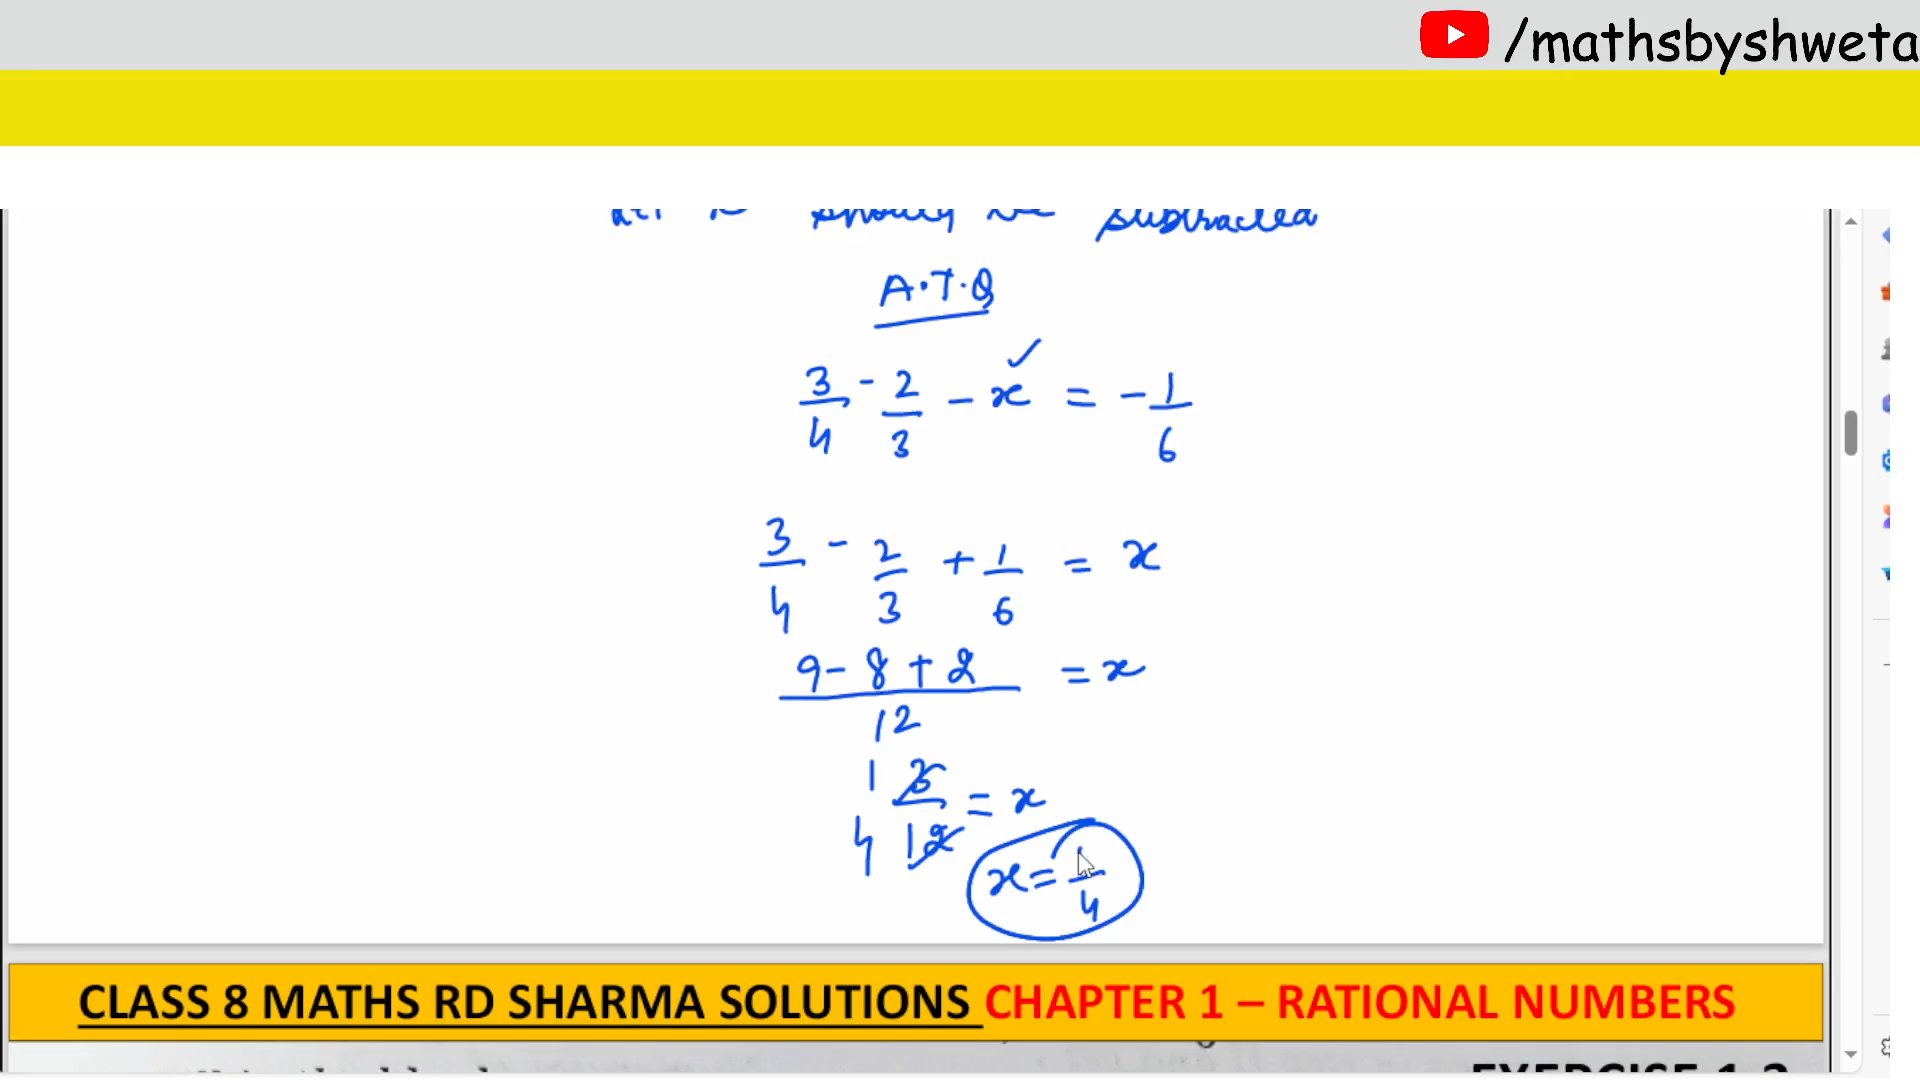 /mathsbyshweta
subtracted
A.T.Q
3/4 - 2/3 - x = -1/6
3/4 - 2/3 + 1/6 = x
9 - 8 + 2 / 12 = x
1 3/12 4 = x
x = 1/4
CLASS 8 MATHS RD SHARMA SOLUTIONS CHAPTER 1 – RATIONAL NUMBERS